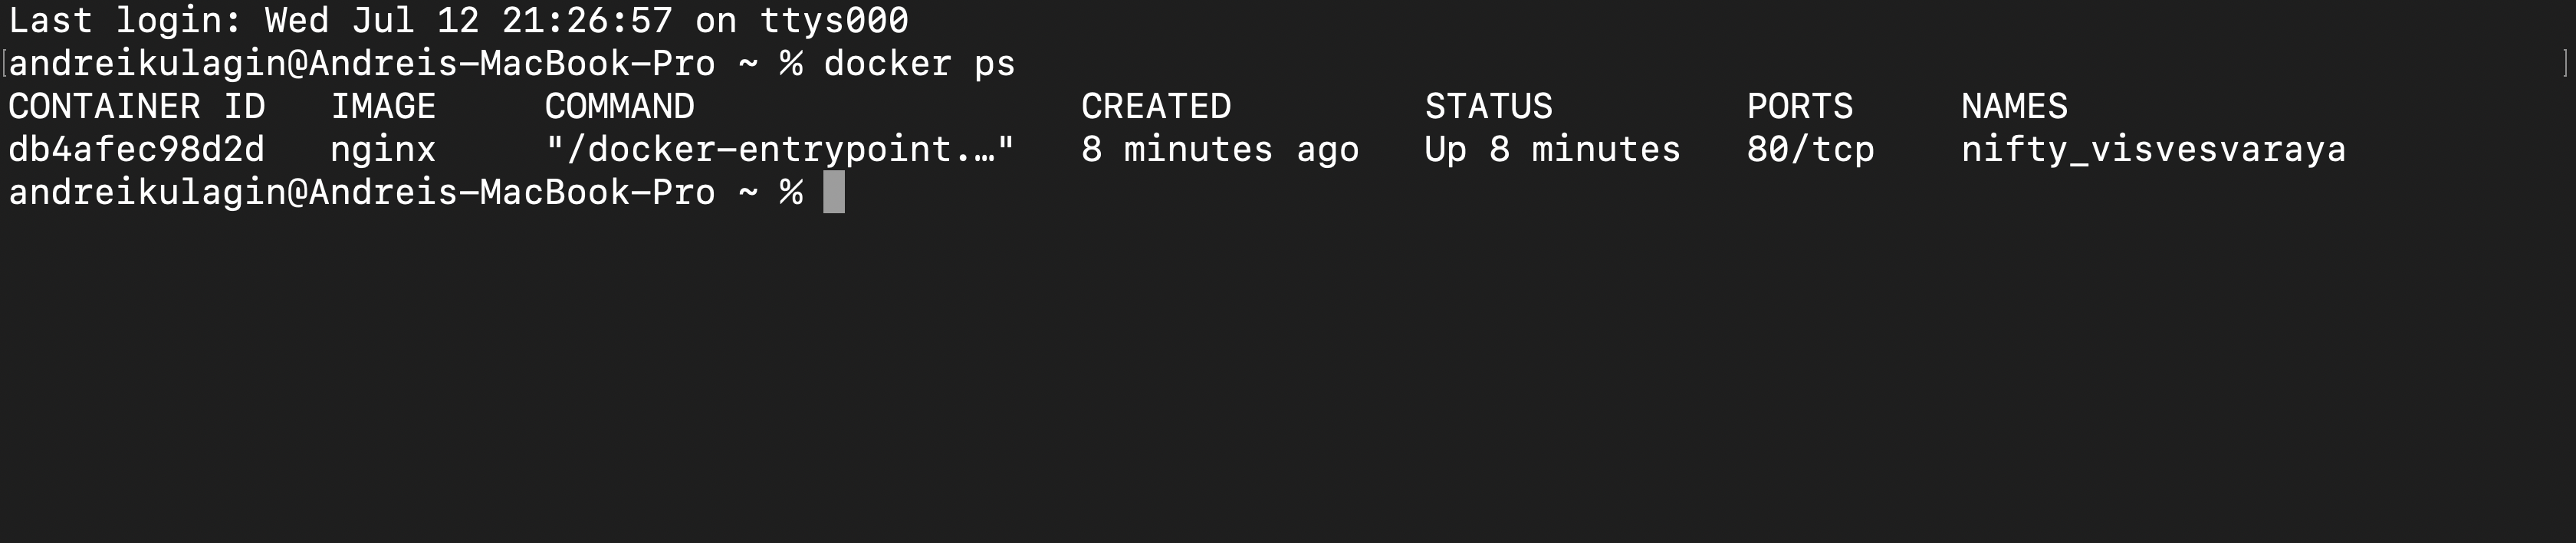 Last login: Wed Jul 12 21:26:57 on ttys000
[andreikulagin@Andreis-MacBook-Pro ~ % docker ps ]
CONTAINER ID   IMAGE     COMMAND                  CREATED         STATUS         PORTS     NAMES
db4afec98d2d   nginx     "/docker-entrypoint.…"   8 minutes ago   Up 8 minutes   80/tcp    nifty_visvesvaraya
andreikulagin@Andreis-MacBook-Pro ~ %